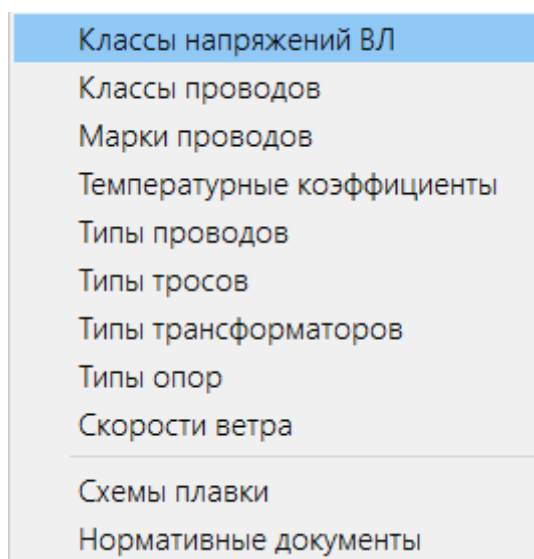 Классы напряжений ВЛ
Классы проводов
Марки проводов
Температурные коэффициенты
Типы проводов
Типы тросов
Типы трансформаторов
Типы опор
Скорости ветра
Схемы плавки
Нормативные документы